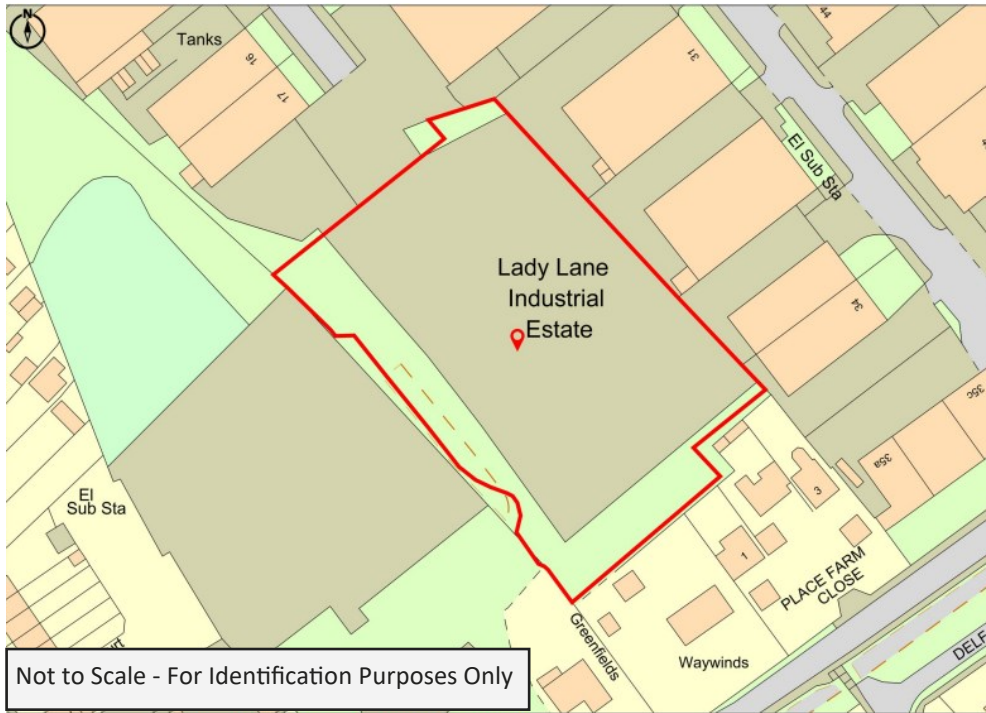 N
Tanks
16
17
31
44
El Sub Sta
Lady Lane
Industrial
Estate
34
35c
35a
El
Sub Sta
3
1
PLACE FARM
CLOSE
Greenfields
Waywinds
Not to Scale - For Identification Purposes Only